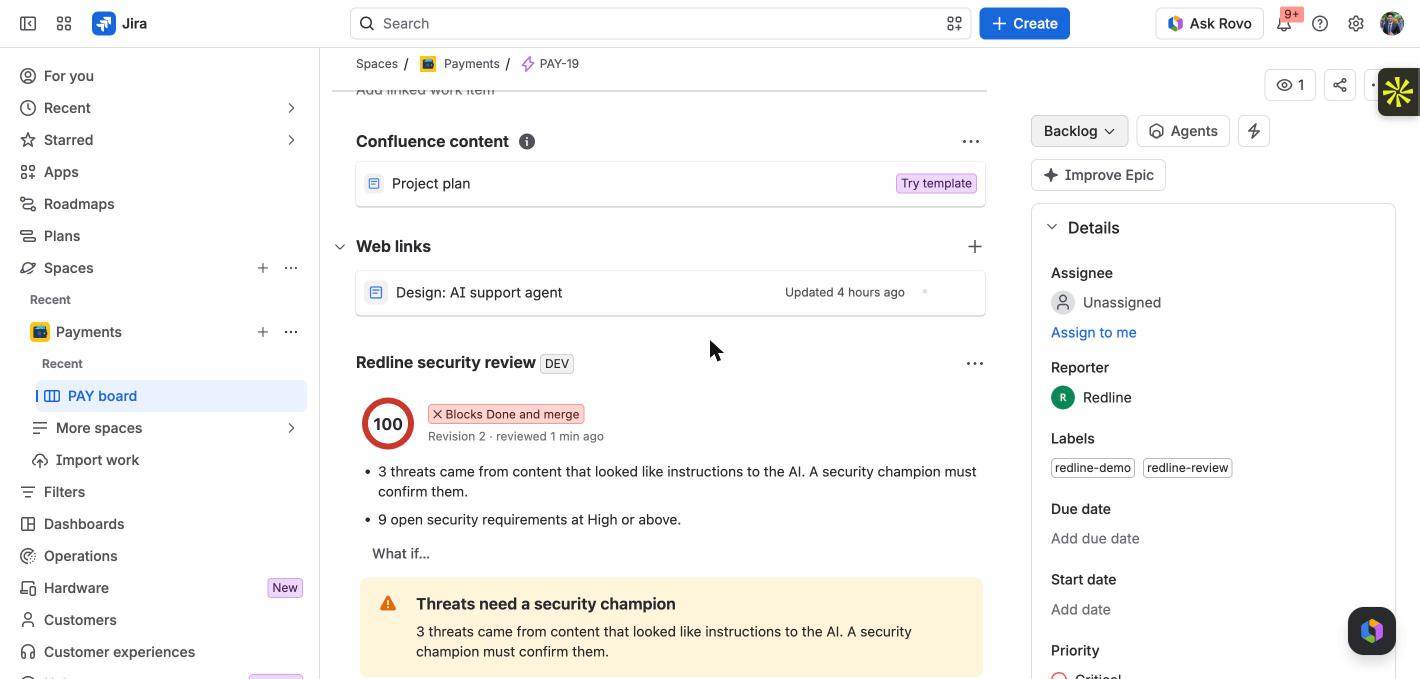 Jira
Search
Create
Ask Rovo
9+
For you
Recent
Starred
Apps
Roadmaps
Plans
Spaces
Recent
Payments
Recent
PAY board
More spaces
Import work
Filters
Dashboards
Operations
Hardware
New
Customers
Customer experiences
Spaces / Payments / PAY-19
Add linked work item
Confluence content
Project plan
Try template
Web links
Design: AI support agent
Updated 4 hours ago
Redline security review DEV
100
Blocks Done and merge
Revision 2 · reviewed 1 min ago
• 3 threats came from content that looked like instructions to the AI. A security champion must
confirm them.
• 9 open security requirements at High or above.
What if...
Threats need a security champion
3 threats came from content that looked like instructions to the AI. A security
champion must confirm them.
1
Backlog
Agents
Improve Epic
Details
Assignee
Unassigned
Assign to me
Reporter
R
Redline
Labels
redline-demo
redline-review
Due date
Add due date
Start date
Add date
Priority
Critical